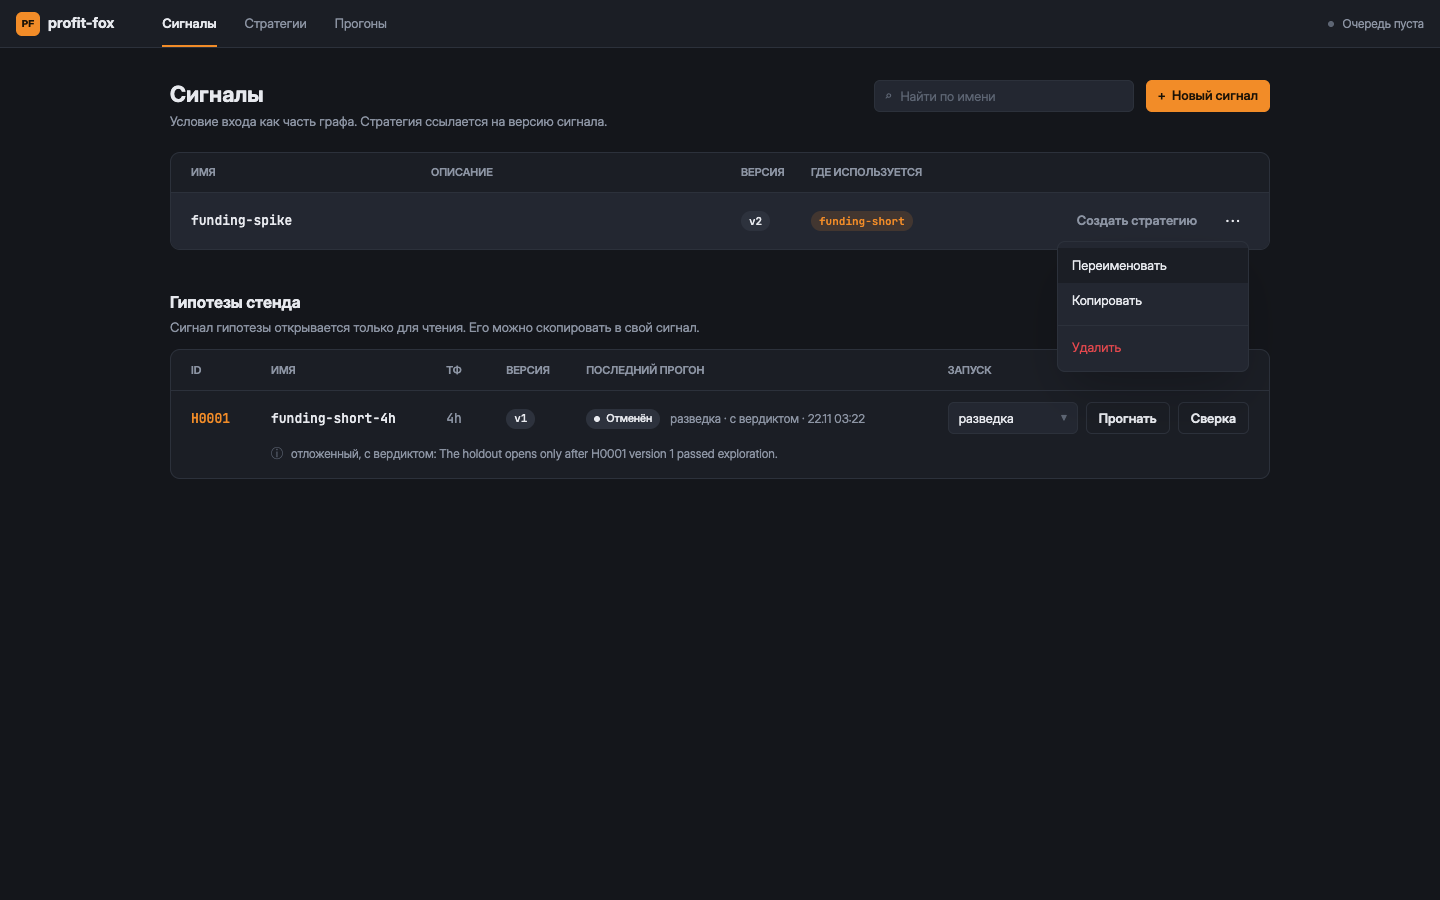 PF profit-fox Сигналы Стратегии Прогоны Очередь пуста
Сигналы
Найти по имени
+ Новый сигнал
Условие входа как часть графа. Стратегия ссылается на версию сигнала.
ИМЯ ОПИСАНИЕ ВЕРСИЯ ГДЕ ИСПОЛЬЗУЕТСЯ
funding-spike v2 funding-short Создать стратегию ···
Переименовать
Копировать
Удалить
Гипотезы стенда
Сигнал гипотезы открывается только для чтения. Его можно скопировать в свой сигнал.
ID ИМЯ ТФ ВЕРСИЯ ПОСЛЕДНИЙ ПРОГОН ЗАПУСК
H0001 funding-short-4h 4h v1 Отменён разведка · с вердиктом · 22.11 03:22 разведка Прогнать Сверка
отложенный, с вердиктом: The holdout opens only after H0001 version 1 passed exploration.